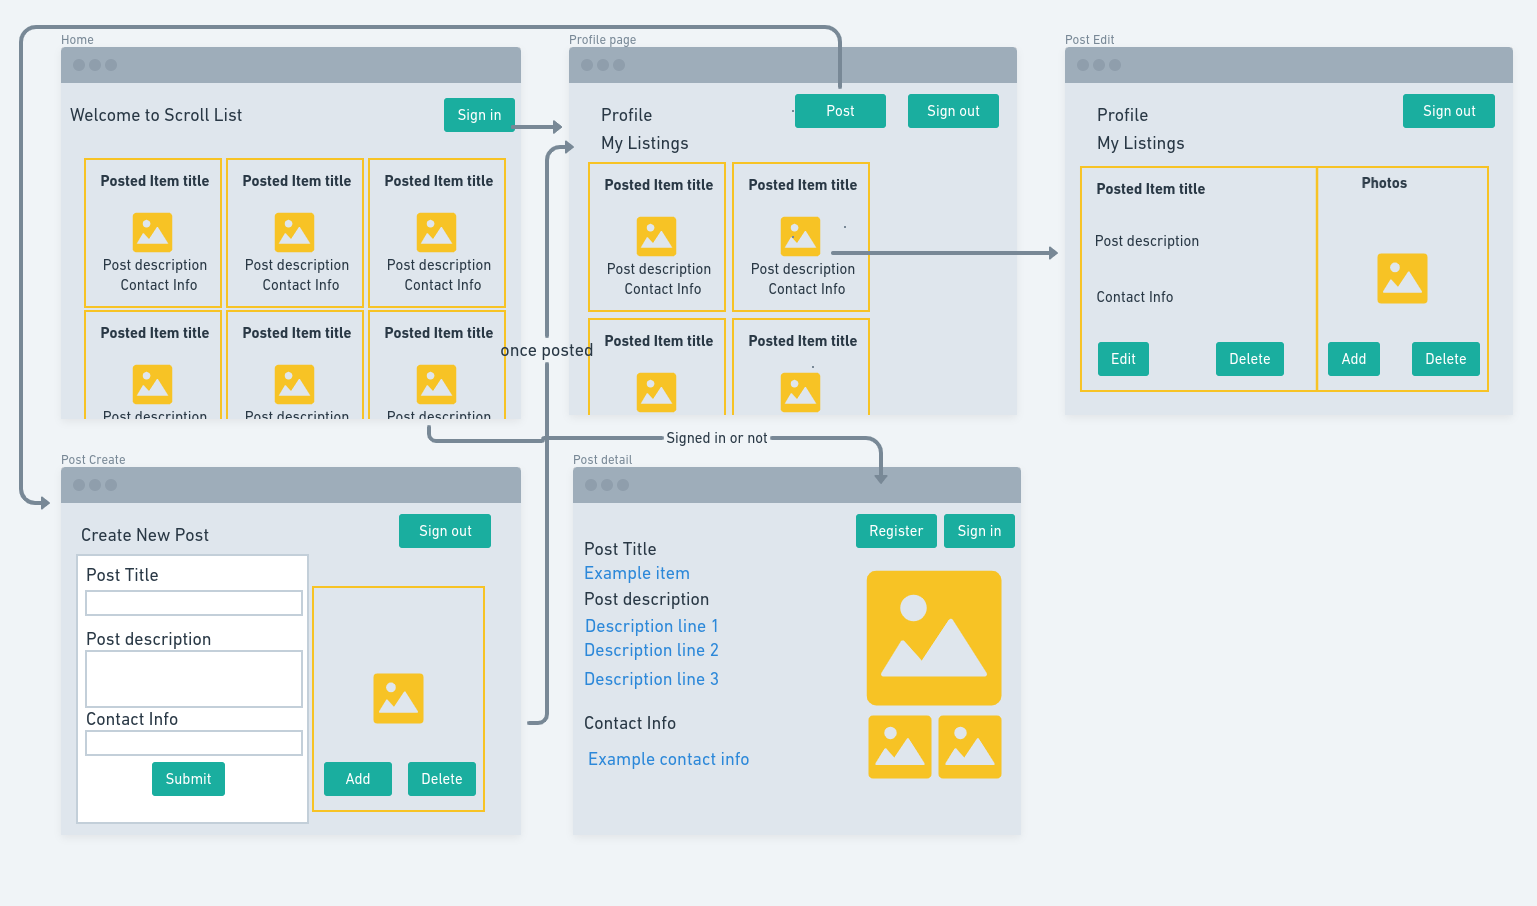 Home
Welcome to Scroll List
Sign in
Posted Item title
Post description
Contact Info
Posted Item title
Post description
Contact Info
Posted Item title
Post description
Contact Info
Posted Item title
Post description
Posted Item title
Post description
Posted Item title
Post description
Profile page
Profile
Post
Sign out
My Listings
Posted Item title
Post description
Contact Info
Posted Item title
Post description
Contact Info
Posted Item title
Posted Item title
Post Edit
Profile
Sign out
My Listings
Posted Item title
Post description
Contact Info
Edit
Delete
Photos
Add
Delete
once posted
Signed in or not
Post Create
Create New Post
Sign out
Post Title
Post description
Contact Info
Submit
Add
Delete
Post detail
Register
Sign in
Post Title
Example item
Post description
Description line 1
Description line 2
Description line 3
Contact Info
Example contact info